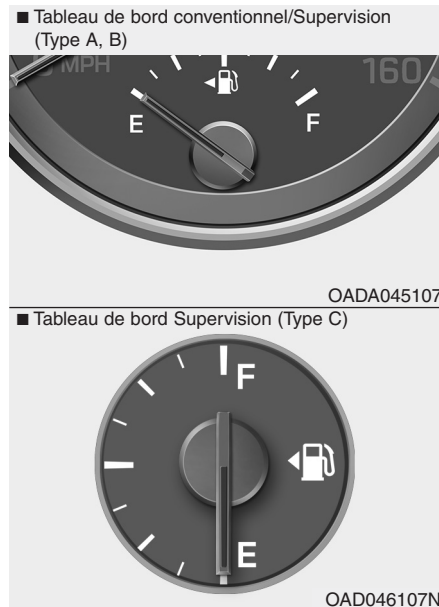 ■ Tableau de bord conventionnel/Supervision
(Type A, B)
MPH
160
E
F
OADA045107
■ Tableau de bord Supervision (Type C)
F
E
OAD046107N